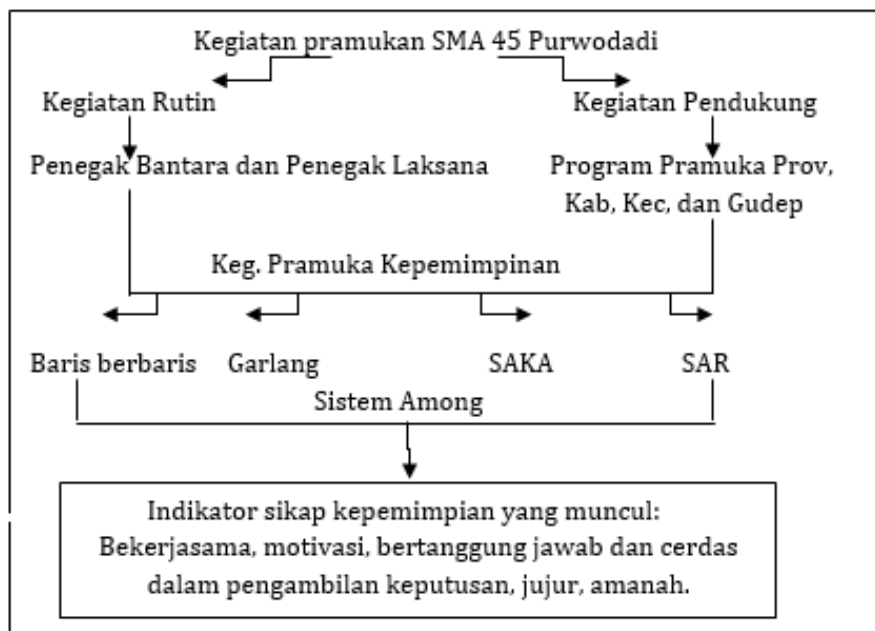 Kegiatan pramukan SMA 45 Purwodadi
Kegiatan Rutin
Kegiatan Pendukung
Penegak Bantara dan Penegak Laksana
Program Pramuka Prov,
Kab, Kec, dan Gudep
Keg. Pramuka Kepemimpinan
Baris berbaris
Garlang
SAKA
SAR
Sistem Among
Indikator sikap kepemimpian yang muncul:
Bekerjasama, motivasi, bertanggung jawab dan cerdas
dalam pengambilan keputusan, jujur, amanah.